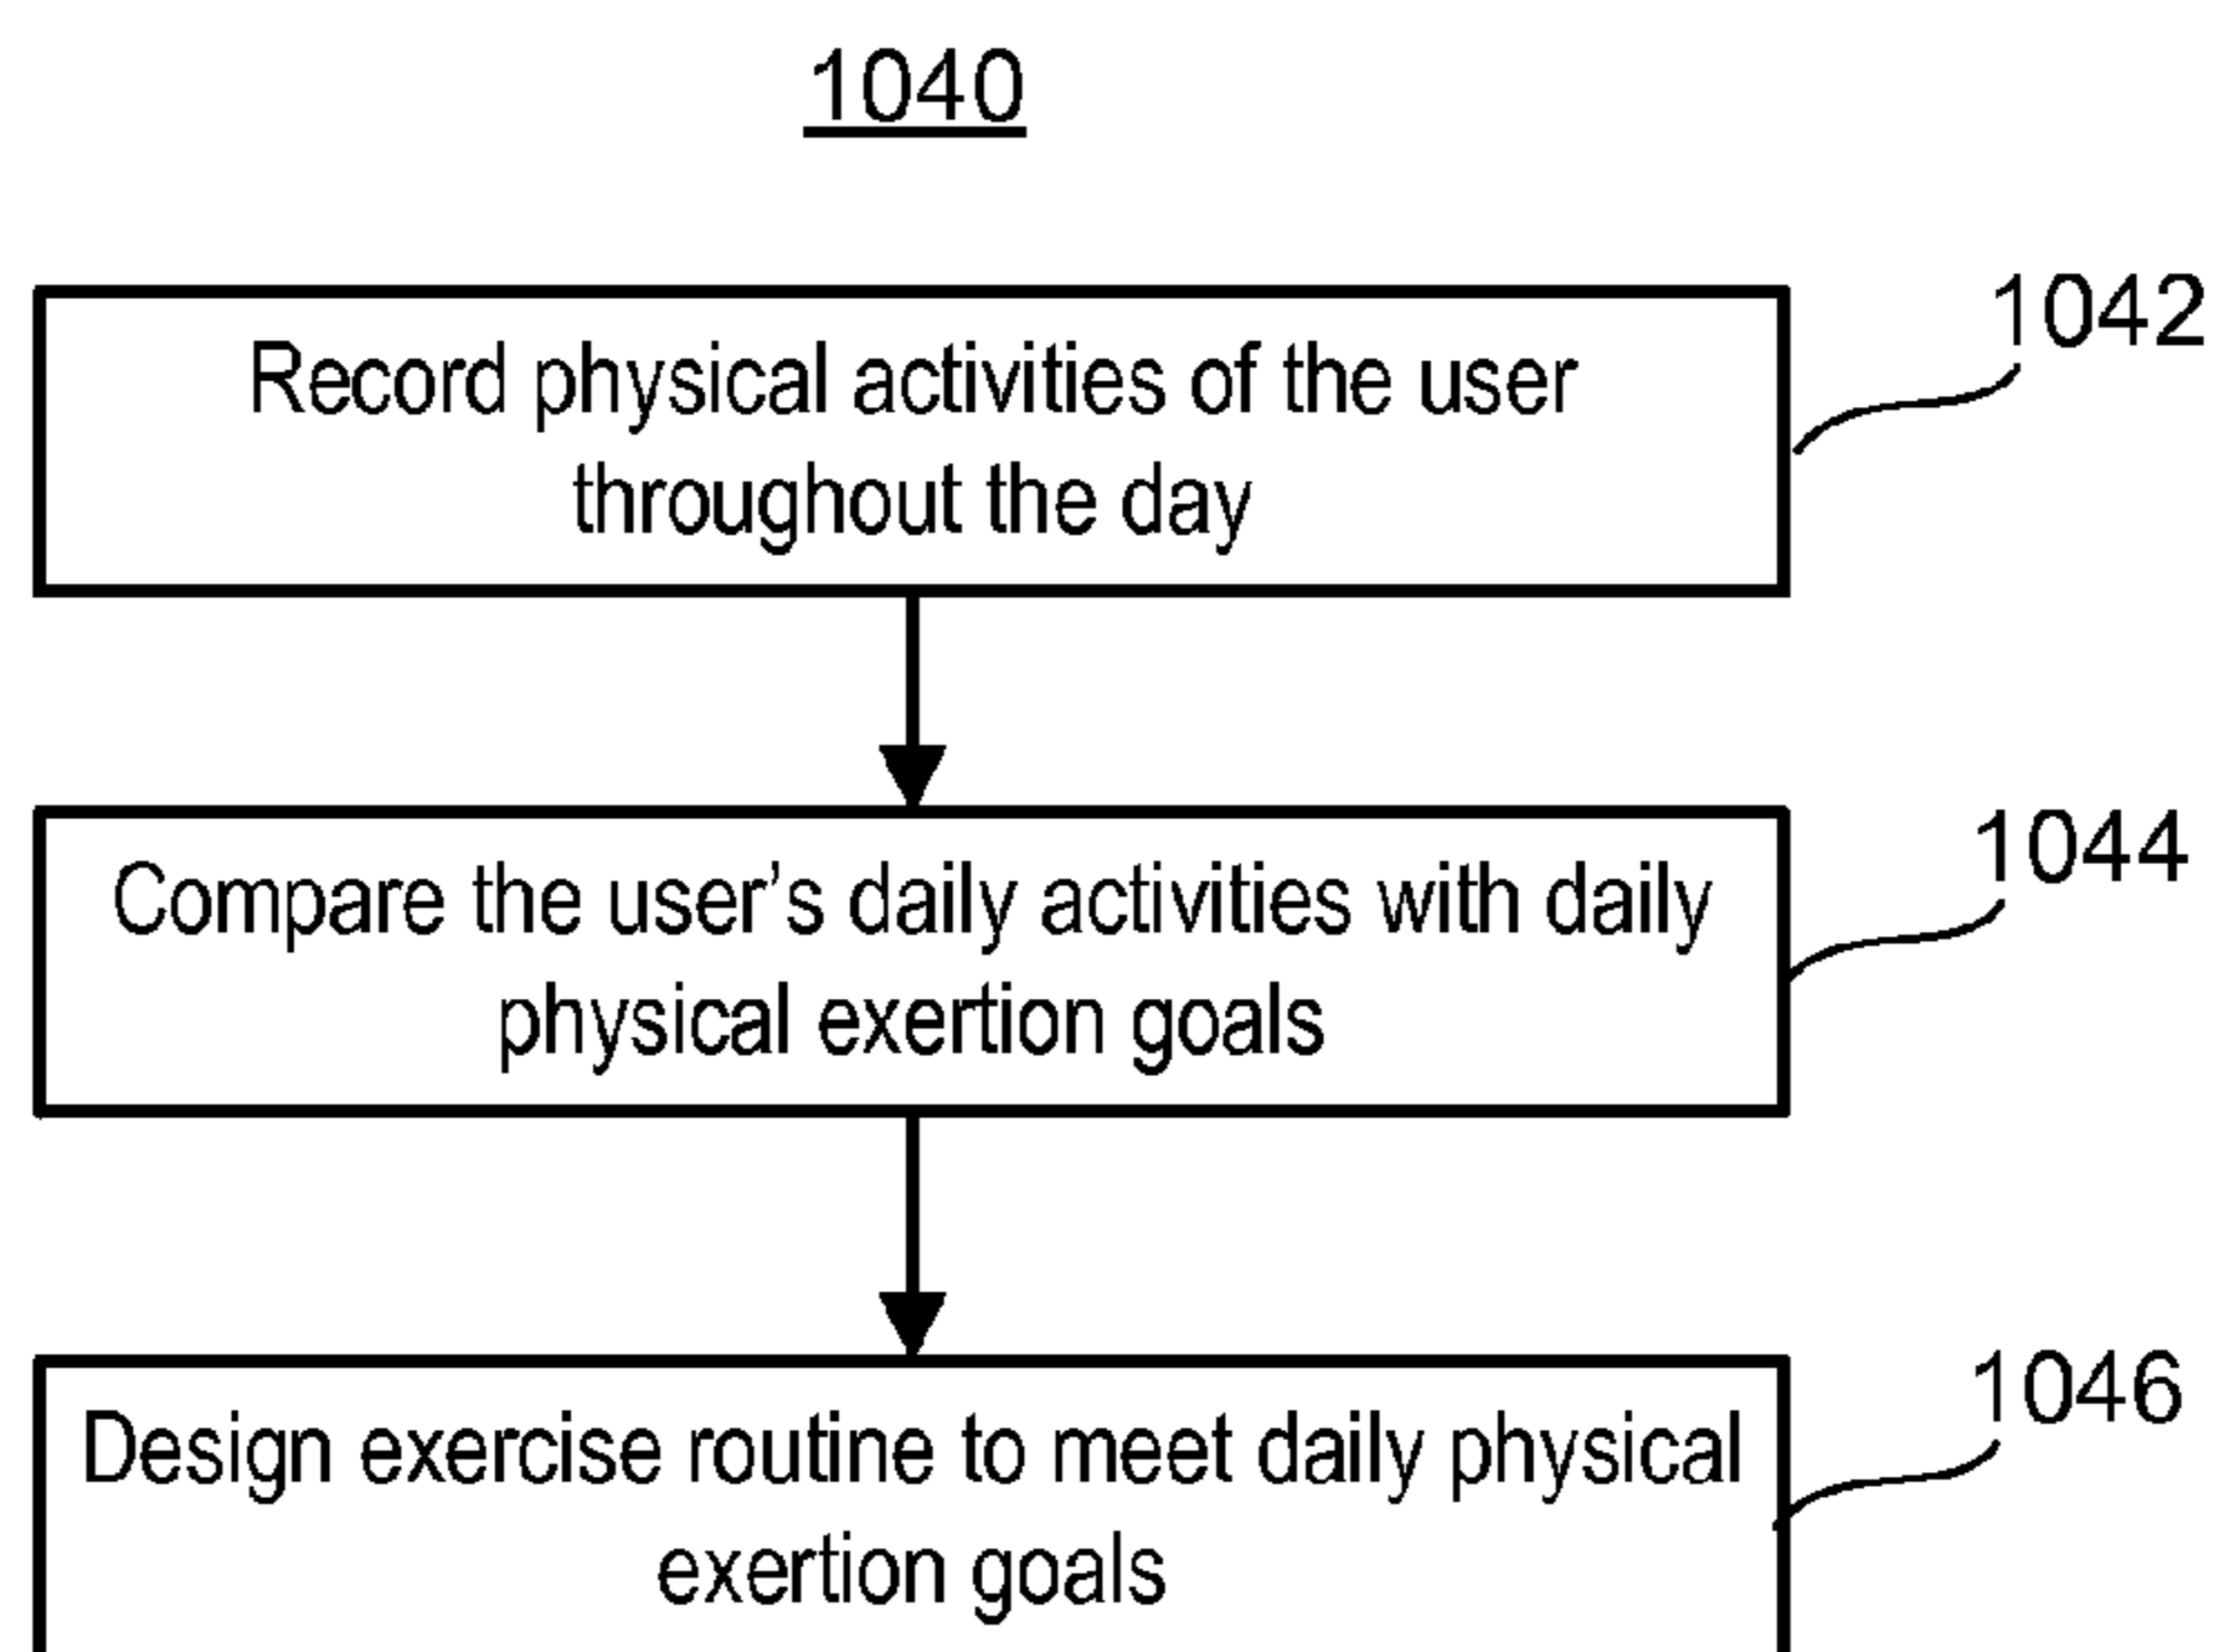 1040
Record physical activities of the user
throughout the day
1042
Compare the user's daily activities with daily
physical exertion goals
1044
Design exercise routine to meet daily physical
exertion goals
1046